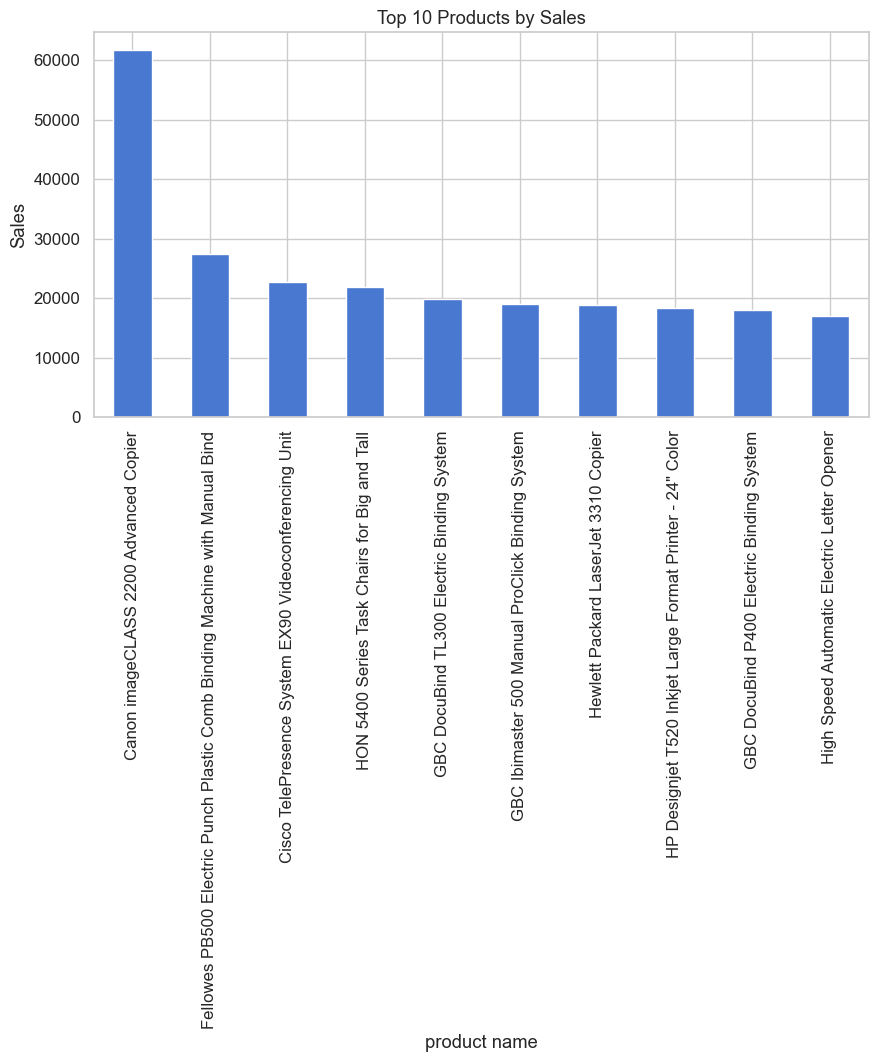 Top 10 Products by Sales
Sales
60000
50000
40000
30000
20000
10000
0
Canon imageCLASS 2200 Advanced Copier
Fellowes PB500 Electric Punch Plastic Comb Binding Machine with Manual Bind
Cisco TelePresence System EX90 Videoconferencing Unit
HON 5400 Series Task Chairs for Big and Tall
GBC DocuBind TL300 Electric Binding System
GBC Ibimaster 500 Manual ProClick Binding System
Hewlett Packard LaserJet 3310 Copier
HP Designjet T520 Inkjet Large Format Printer - 24" Color
GBC DocuBind P400 Electric Binding System
High Speed Automatic Electric Letter Opener
product name